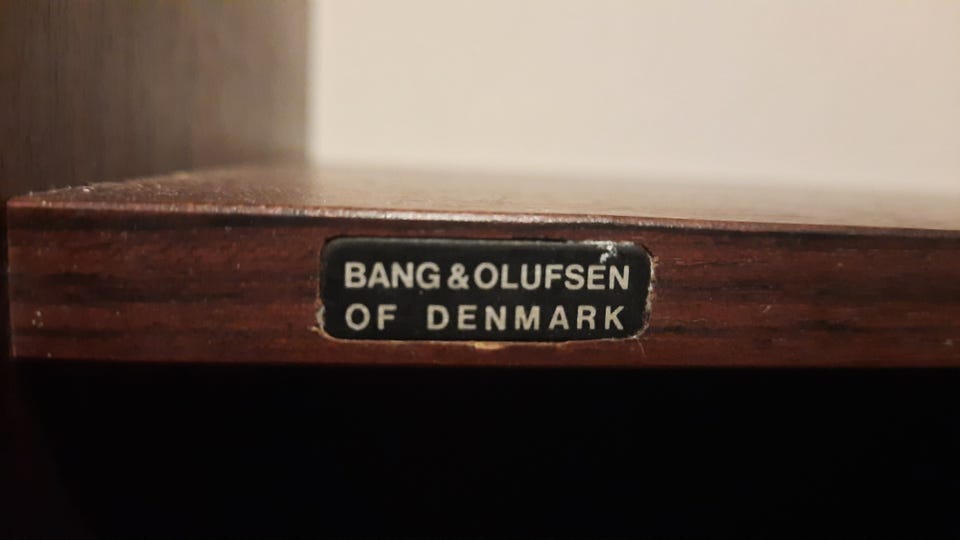 BANG & OLUFSEN
OF DENMARK